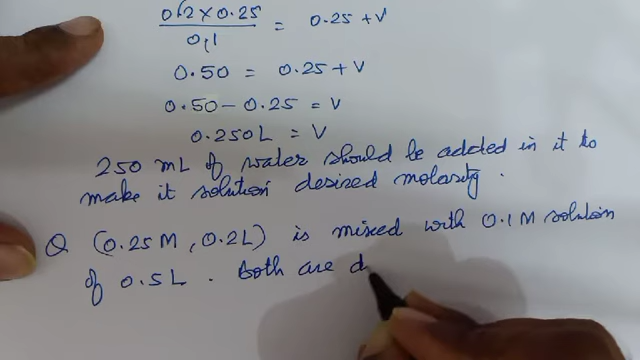 0.2 × 0.25 / 0.1 = 0.25 + V
0.50 = 0.25 + V
0.50 - 0.25 = V
0.250 L = V
250 mL of water should be added in it to
make it solution desired molarity.
Q (0.25M, 0.2L) is mixed with 0.1 M solution
of 0.5 L. Both are d